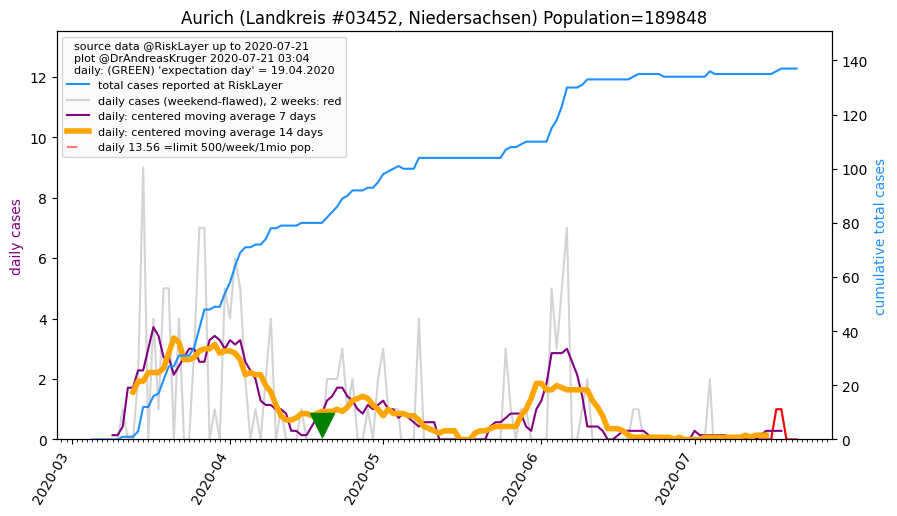 Aurich (Landkreis #03452, Niedersachsen) Population=189848
source data @RiskLayer up to 2020-07-21
plot @DrAndreasKruger 2020-07-21 03:04
daily: (GREEN) 'expectation day' = 19.04.2020
total cases reported at RiskLayer
daily cases (weekend-flawed), 2 weeks: red
daily: centered moving average 7 days
daily: centered moving average 14 days
daily 13.56 =limit 500/week/1mio pop.
daily cases
12
10
8
6
4
2
0
140
120
100
80
60
40
20
0
cumulative total cases
2020-03
2020-04
2020-05
2020-06
2020-07